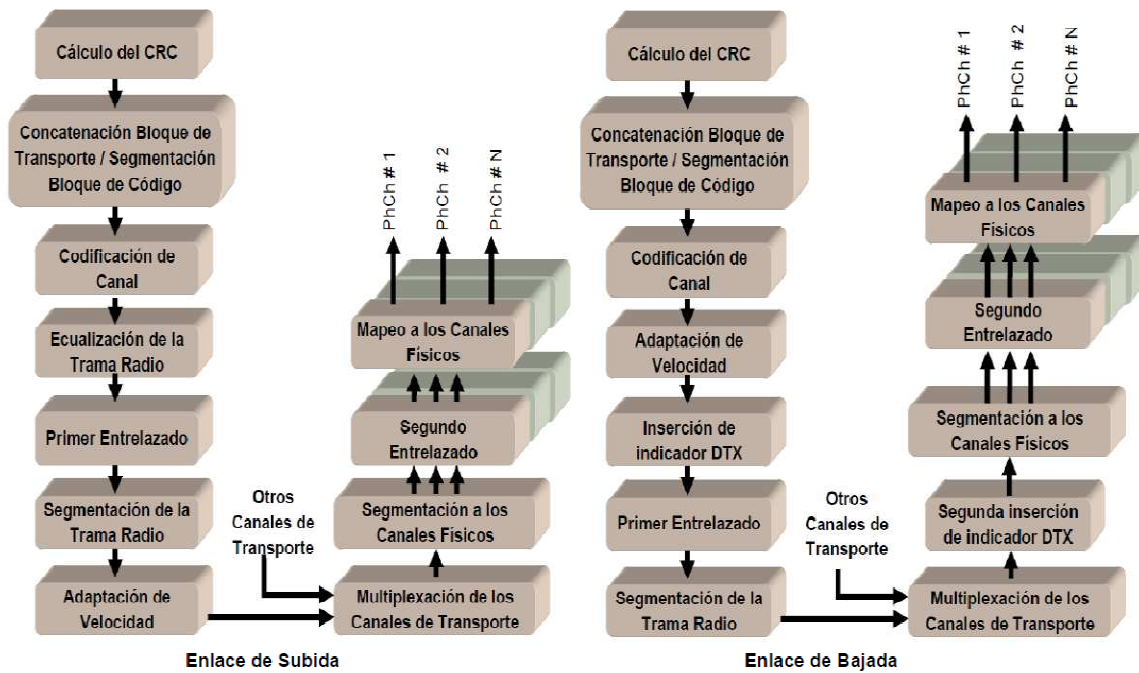 Cálculo del CRC
Concatenación Bloque de
Transporte / Segmentación
Bloque de Código
Codificación de
Canal
Ecualización de la
Trama Radio
Primer Entrelazado
Segmentación de la
Trama Radio
Adaptación de
Velocidad
Otros
Canales de
Transporte
Multiplexación de los
Canales de Transporte
Segmentación a los
Canales Físicos
Segundo
Entrelazado
Mapeo a los Canales
Físicos
PhCh # 1
PhCh # 2
PhCh # N
Enlace de Subida
Cálculo del CRC
Concatenación Bloque de
Transporte / Segmentación
Bloque de Código
Codificación de
Canal
Adaptación de
Velocidad
Inserción de
indicador DTX
Primer Entrelazado
Segmentación de la
Trama Radio
Otros
Canales de
Transporte
Multiplexación de los
Canales de Transporte
Segunda inserción
de indicador DTX
Segmentación a los
Canales Físicos
Segundo
Entrelazado
Mapeo a los Canales
Físicos
PhCh # 1
PhCh # 2
PhCh # N
Enlace de Bajada